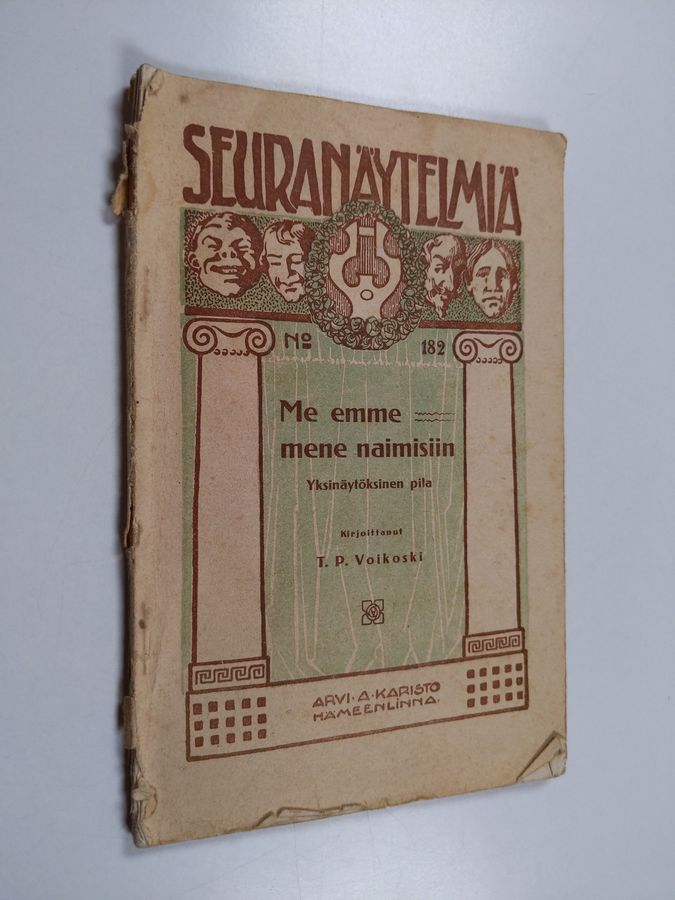 SEURANÄYTELMIÄ
No 182
Me emme
mene naimisiin
Yksinäytöksinen pila
Kirjoittanut
T. P. Voikoski
ARVI·A·KARISTO
HÄMEENLINNA·